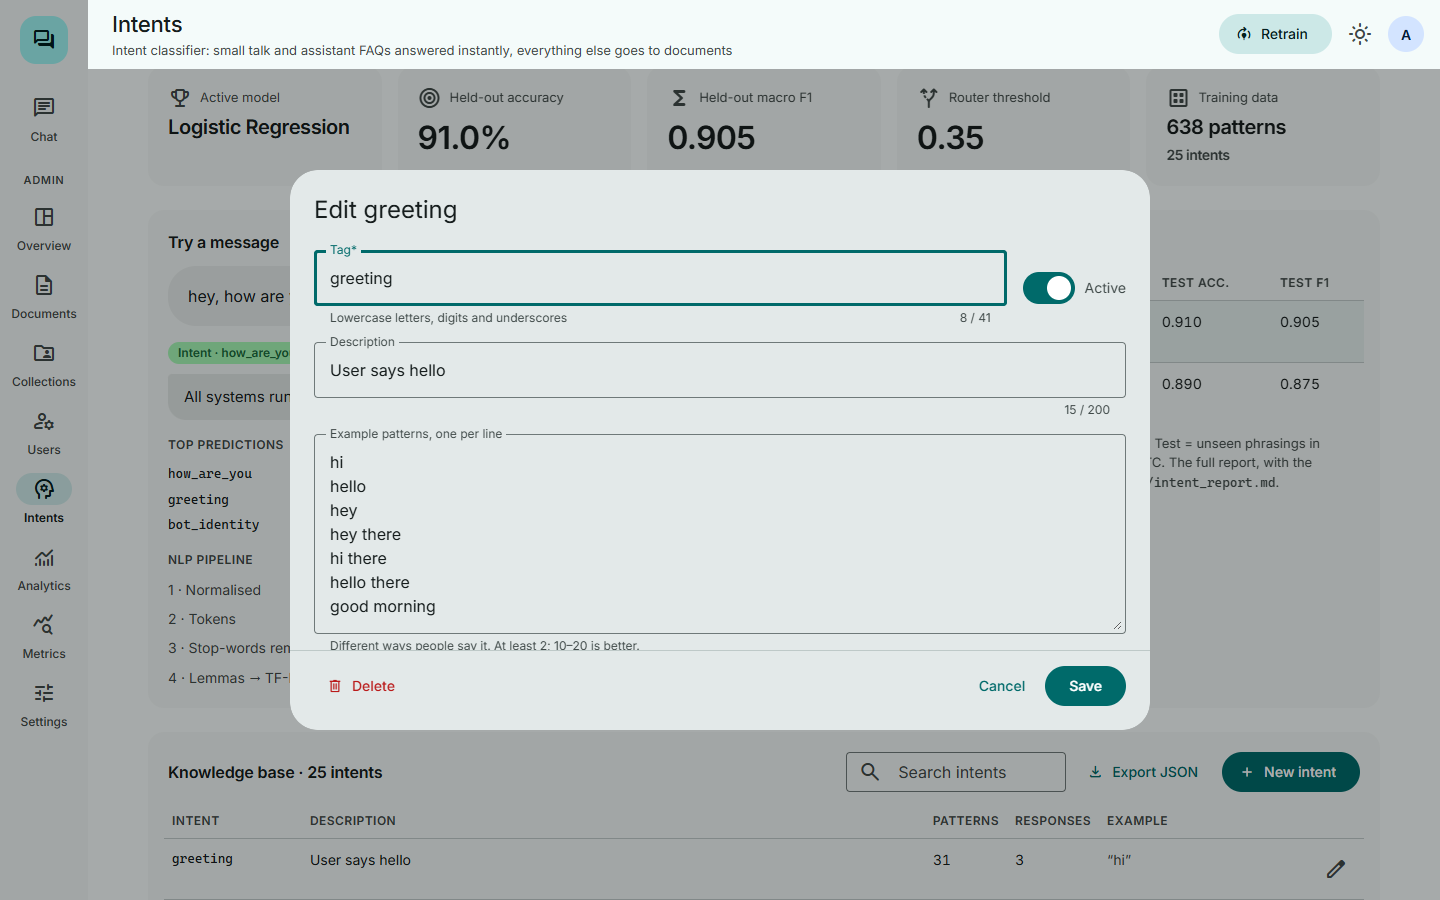 Intents
Intent classifier: small talk and assistant FAQs answered instantly, everything else goes to documents
Retrain
A
Chat
ADMIN
Overview
Documents
Collections
Users
Intents
Analytics
Metrics
Settings
Active model
Logistic Regression
Held-out accuracy
91.0%
Held-out macro F1
0.905
Router threshold
0.35
Training data
638 patterns
25 intents
Try a message
hey, how are
Intent · how_are_yo
All systems run
TOP PREDICTIONS
how_are_you
greeting
bot_identity
NLP PIPELINE
1 · Normalised
2 · Tokens
3 · Stop-words rem
4 · Lemmas → TF-
Edit greeting
Tag*
greeting
Active
Lowercase letters, digits and underscores
8 / 41
Description
User says hello
15 / 200
Example patterns, one per line
hi
hello
hey
hey there
hi there
hello there
good morning
Different ways people say it. At least 2; 10–20 is better.
Delete
Cancel
Save
TEST ACC. TEST F1
0.910 0.905
0.890 0.875
Test = unseen phrasings in
C. The full report, with the
/intent_report.md.
Knowledge base · 25 intents
Search intents
Export JSON
+ New intent
INTENT DESCRIPTION PATTERNS RESPONSES EXAMPLE
greeting User says hello 31 3 “hi”